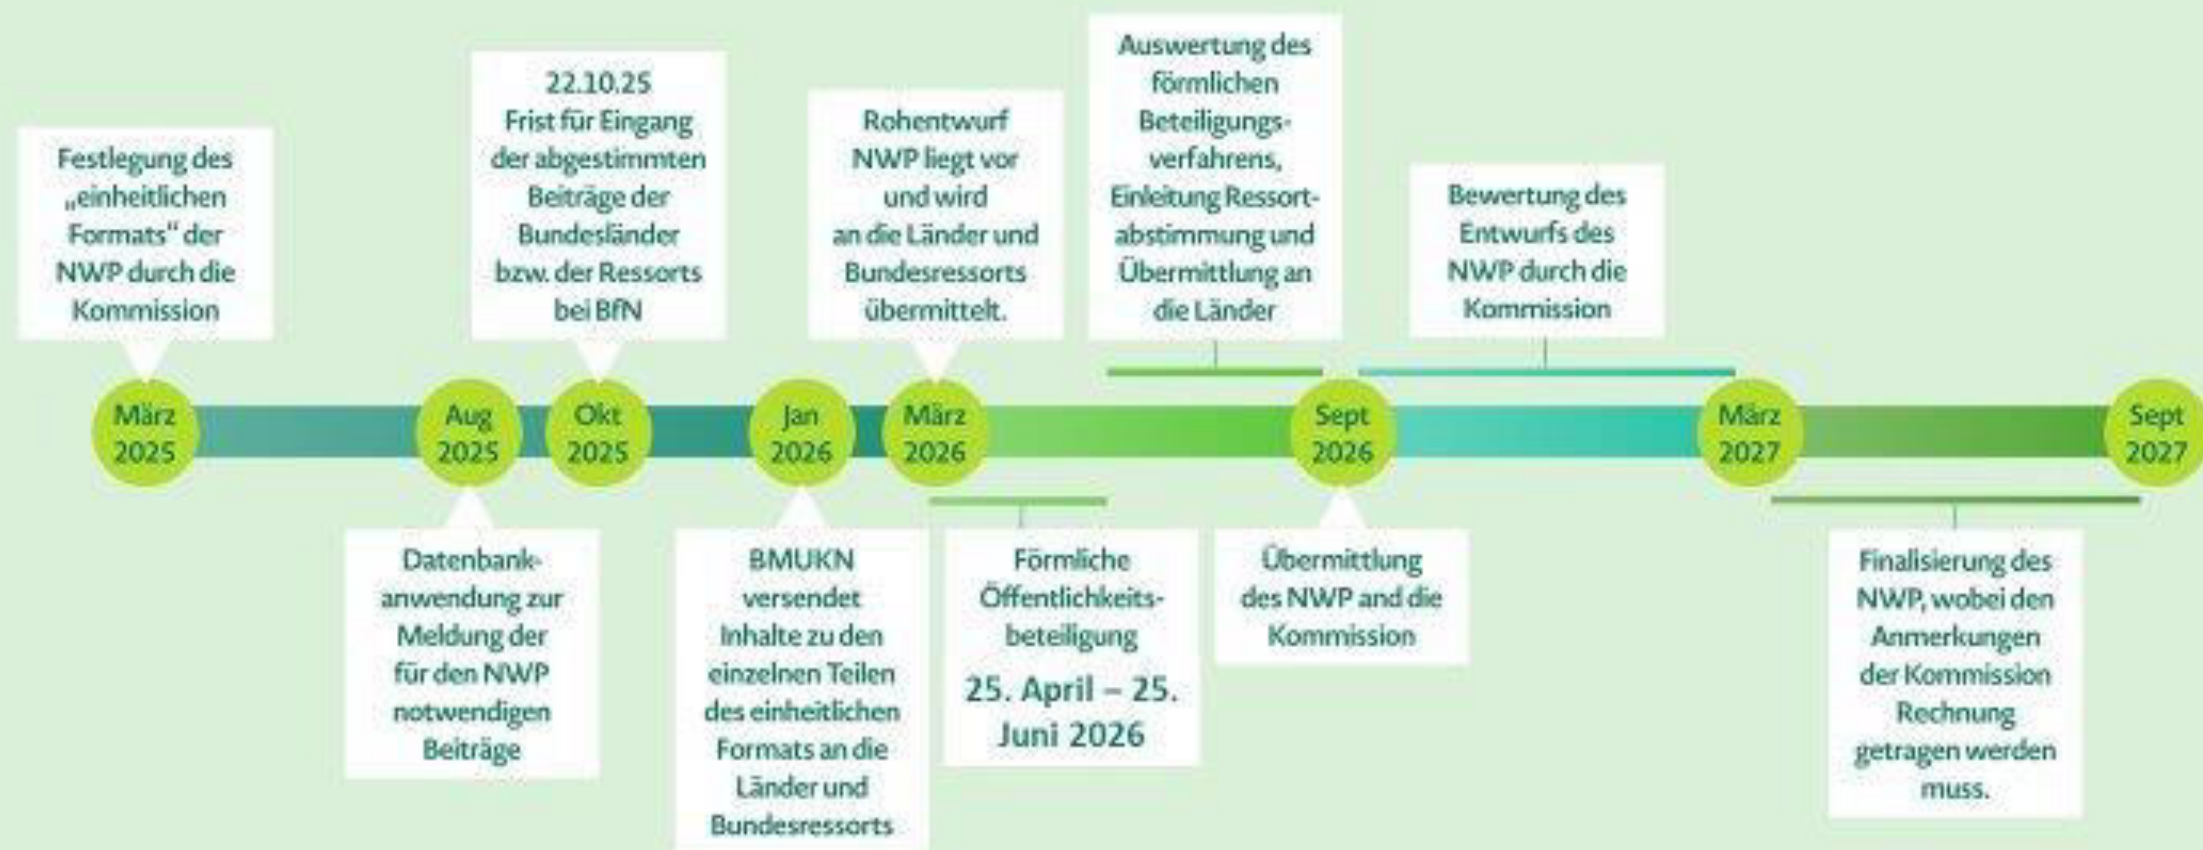 Festlegung des
„einheitlichen
Formats“ der
NWP durch die
Kommission
22.10.25
Frist für Eingang
der abgestimmten
Beiträge der
Bundesländer
bzw. der Ressorts
bei BfN
Rohentwurf
NWP liegt vor
und wird
an die Länder und
Bundesressorts
übermittelt.
Auswertung des
förmlichen
Beteiligungs-
verfahrens,
Einleitung Ressort-
abstimmung und
Übermittlung an
die Länder
Bewertung des
Entwurfs des
NWP durch die
Kommission
März
2025
Aug
2025
Okt
2025
Jan
2026
März
2026
Sept
2026
März
2027
Sept
2027
Datenbank-
anwendung zur
Meldung der
für den NWP
notwendigen
Beiträge
BMUKN
versendet
Inhalte zu den
einzelnen Teilen
des einheitlichen
Formats an die
Länder und
Bundesressorts
Förmliche
Öffentlichkeits-
beteiligung
25. April – 25.
Juni 2026
Übermittlung
des NWP and die
Kommission
Finalisierung des
NWP, wobei den
Anmerkungen
der Kommission
Rechnung
getragen werden
muss.